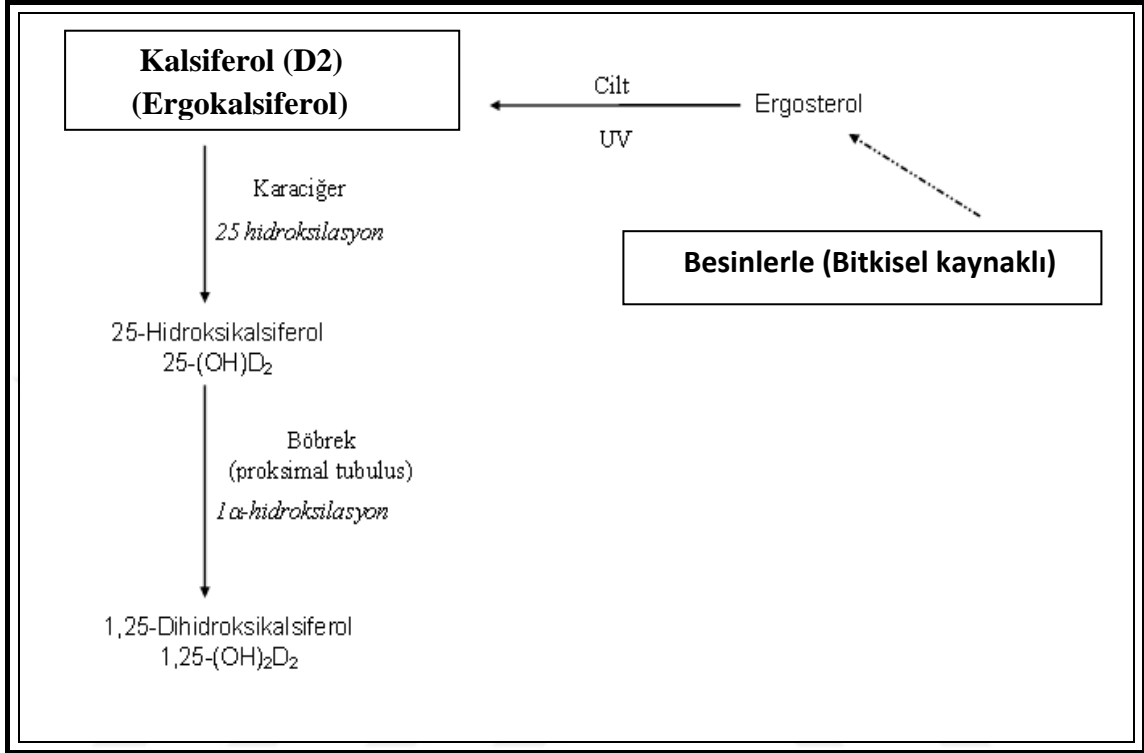 Kalsiferol (D2)
(Ergokalsiferol)
Cilt
UV
Ergosterol
Besinlerle (Bitkisel kaynaklı)
Karaciğer
25 hidroksilasyon
25-Hidroksikalsiferol
25-(OH)D₂
Böbrek
(proksimal tubulus)
1α-hidroksilasyon
1,25-Dihidroksikalsiferol
1,25-(OH)₂D₂